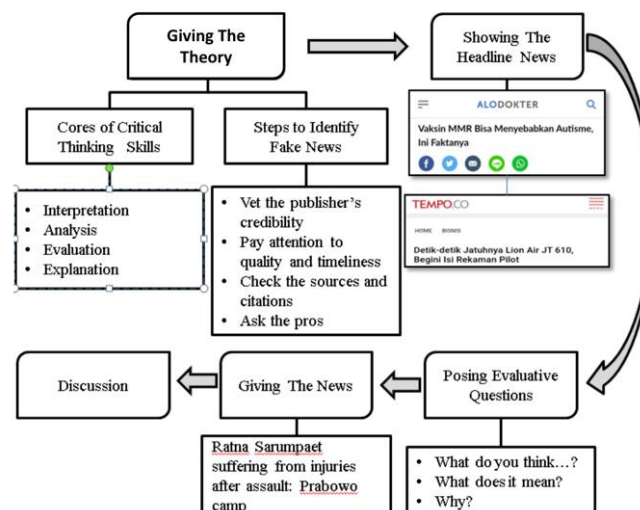 Giving The
Theory
Showing The
Headline News
Cores of Critical
Thinking Skills
Steps to Identify
Fake News
ALODOKTER
Vaksin MMR Bisa Menyebabkan Autisme,
Ini Faktanya
TEMPO.CO
HOME BISNIS
Detik-detik Jatuhnya Lion Air JT 610,
Begini Isi Rekaman Pilot
• Interpretation
• Analysis
• Evaluation
• Explanation
• Vet the publisher's
credibility
• Pay attention to
quality and timeliness
• Check the sources and
citations
• Ask the pros
Discussion
Giving The News
Posing Evaluative
Questions
Ratna Sarumpaet
suffering from injuries
after assault: Prabowo
camp
• What do you think…?
• What does it mean?
• Why?